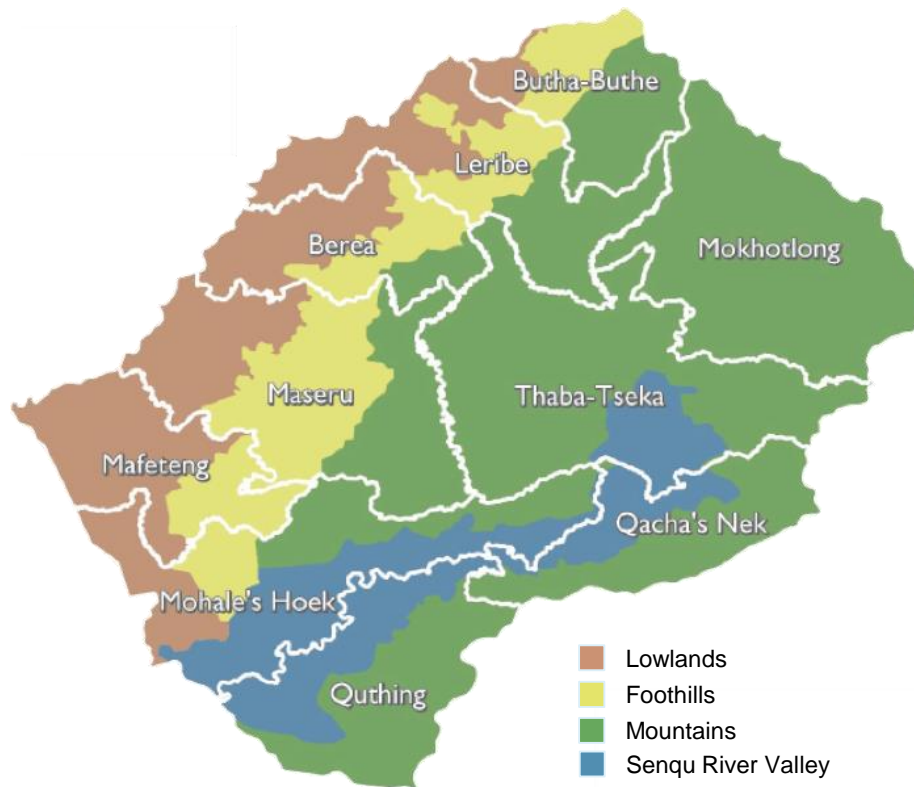 Butha-Buthe
Leribe
Berea
Mokhotlong
Maseru
Thaba-Tseka
Mafeteng
Qacha's Nek
Mohale's Hoek
Quthing
Lowlands
Foothills
Mountains
Senqu River Valley